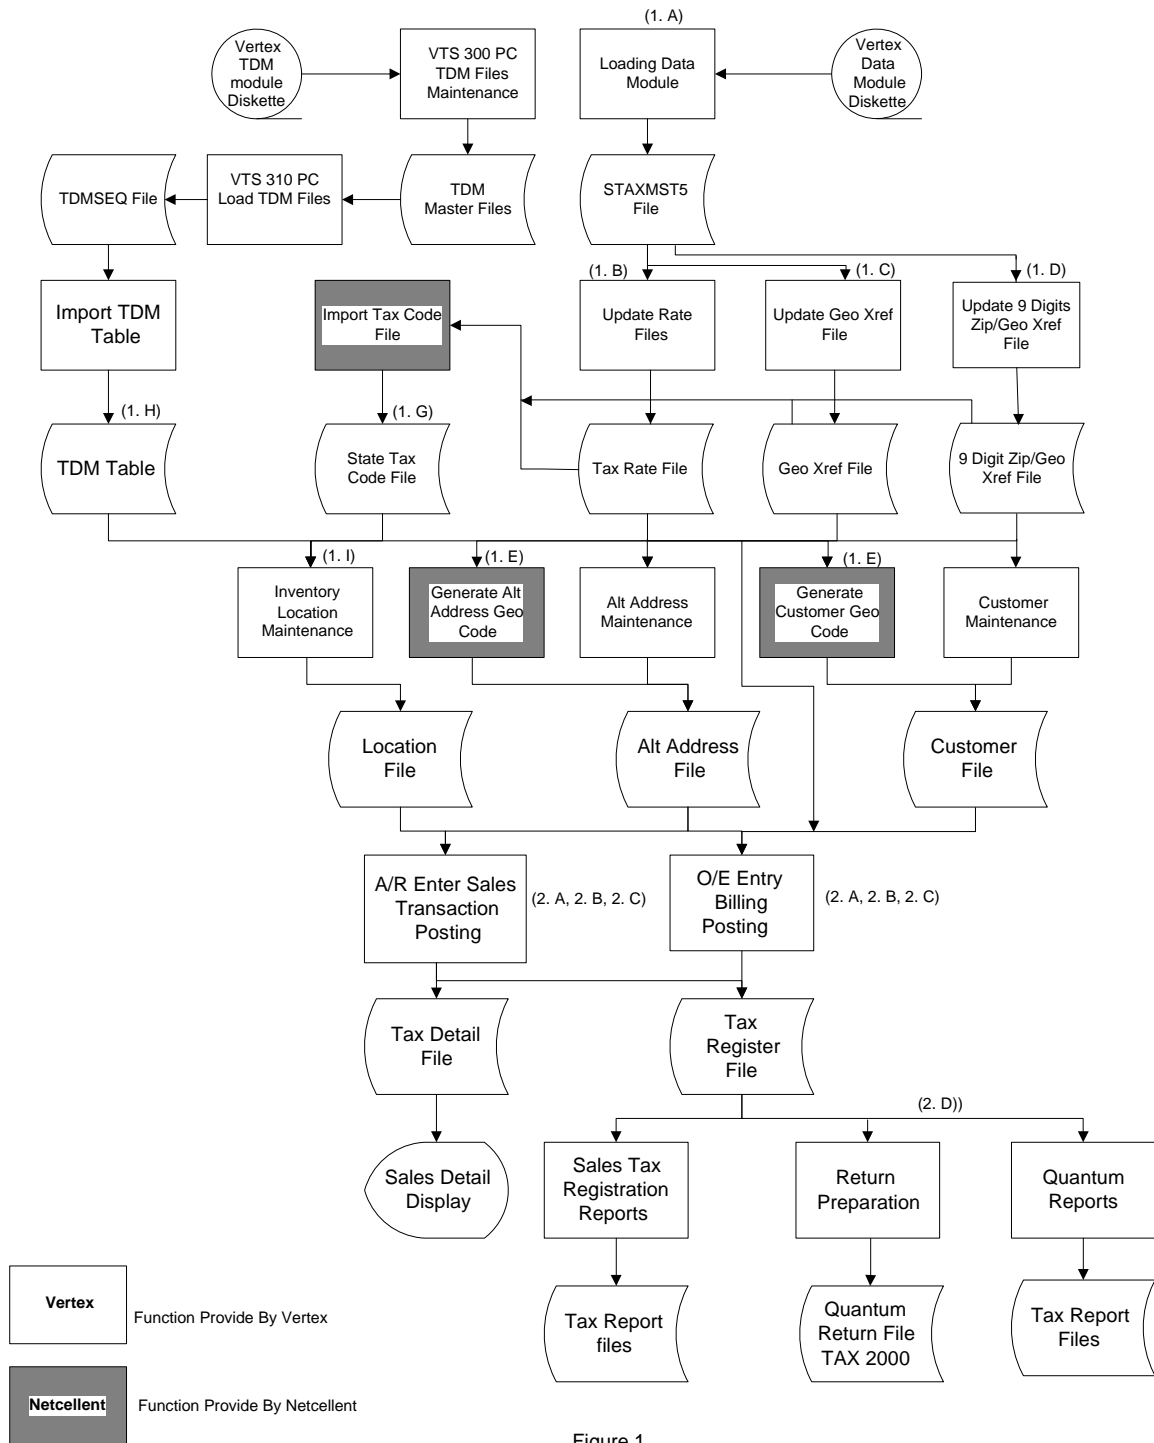 (1. A)
Vertex
TDM
module
Diskette
VTS 300 PC
TDM Files
Maintenance
Loading Data
Module
Vertex
Data
Module
Diskette
TDMSEQ File
VTS 310 PC
Load TDM Files
TDM
Master Files
STAXMST5
File
(1. B)
(1. C)
(1. D)
Import TDM
Table
Import Tax Code
File
Update Rate
Files
Update Geo Xref
File
Update 9 Digits
Zip/Geo Xref
File
(1. H)
(1. G)
TDM Table
State Tax
Code File
Tax Rate File
Geo Xref File
9 Digit Zip/Geo
Xref File
(1. I)
(1. E)
(1. E)
Inventory
Location
Maintenance
Generate Alt
Address Geo
Code
Alt Address
Maintenance
Generate
Customer Geo
Code
Customer
Maintenance
Location
File
Alt Address
File
Customer
File
A/R Enter Sales
Transaction
Posting
(2. A, 2. B, 2. C)
O/E Entry
Billing
Posting
(2. A, 2. B, 2. C)
Tax Detail
File
Tax
Register
File
(2. D))
Sales Detail
Display
Sales Tax
Registration
Reports
Return
Preparation
Quantum
Reports
Vertex
Function Provide By Vertex
Tax Report
files
Quantum
Return File
TAX 2000
Tax Report
Files
Netcellent
Function Provide By Netcellent
Figure 1